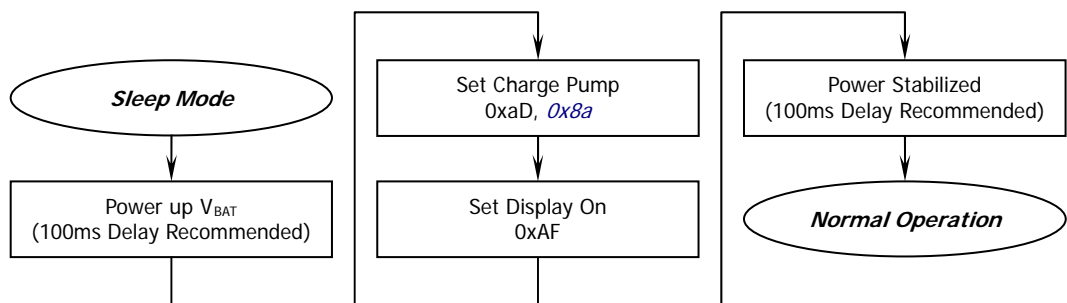 Sleep Mode
Power up VBAT
(100ms Delay Recommended)
Set Charge Pump
0xaD, 0x8a
Set Display On
0xAF
Power Stabilized
(100ms Delay Recommended)
Normal Operation